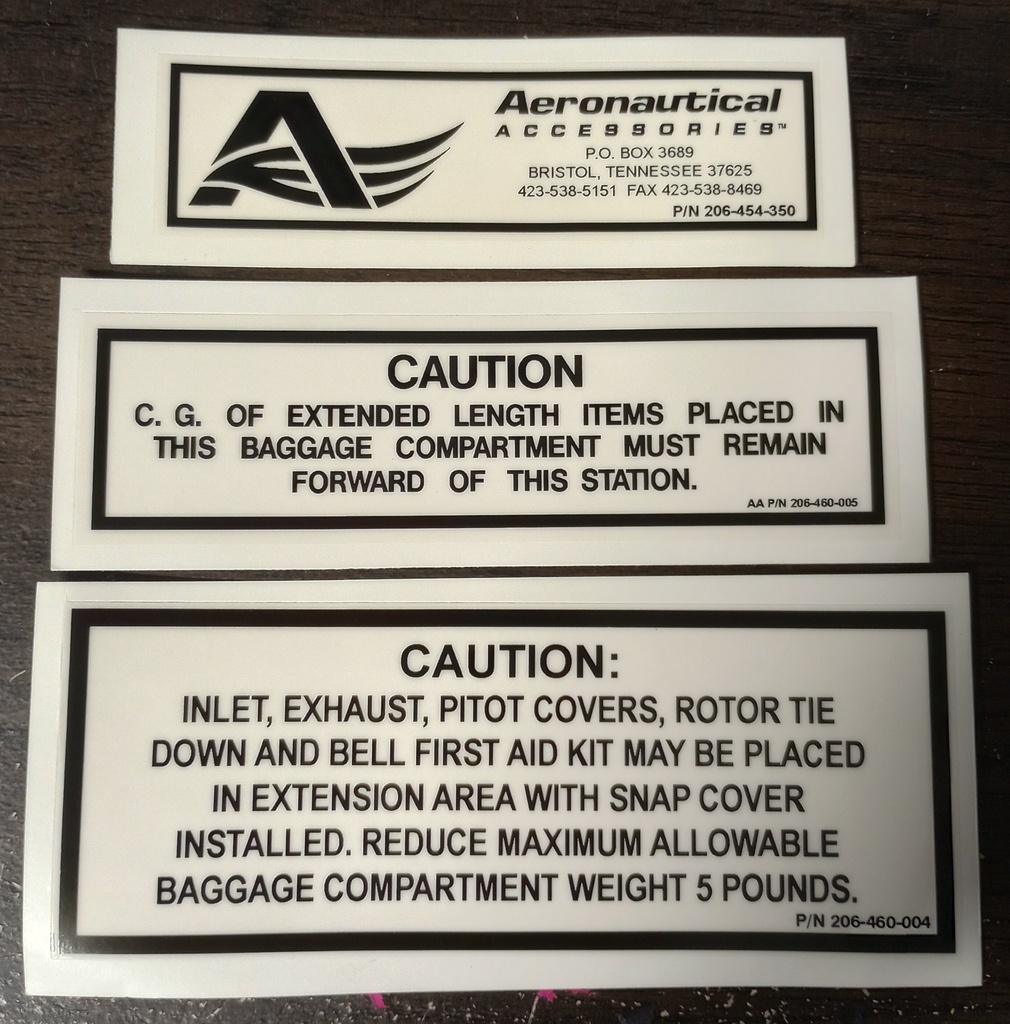 Aeronautical
ACCESSORIES™
P.O. BOX 3689
BRISTOL, TENNESSEE 37625
423-538-5151 FAX 423-538-8469
P/N 206-454-350
CAUTION
C. G. OF EXTENDED LENGTH ITEMS PLACED IN
THIS BAGGAGE COMPARTMENT MUST REMAIN
FORWARD OF THIS STATION.
AA P/N 206-460-005
CAUTION:
INLET, EXHAUST, PITOT COVERS, ROTOR TIE
DOWN AND BELL FIRST AID KIT MAY BE PLACED
IN EXTENSION AREA WITH SNAP COVER
INSTALLED. REDUCE MAXIMUM ALLOWABLE
BAGGAGE COMPARTMENT WEIGHT 5 POUNDS.
P/N 206-460-004